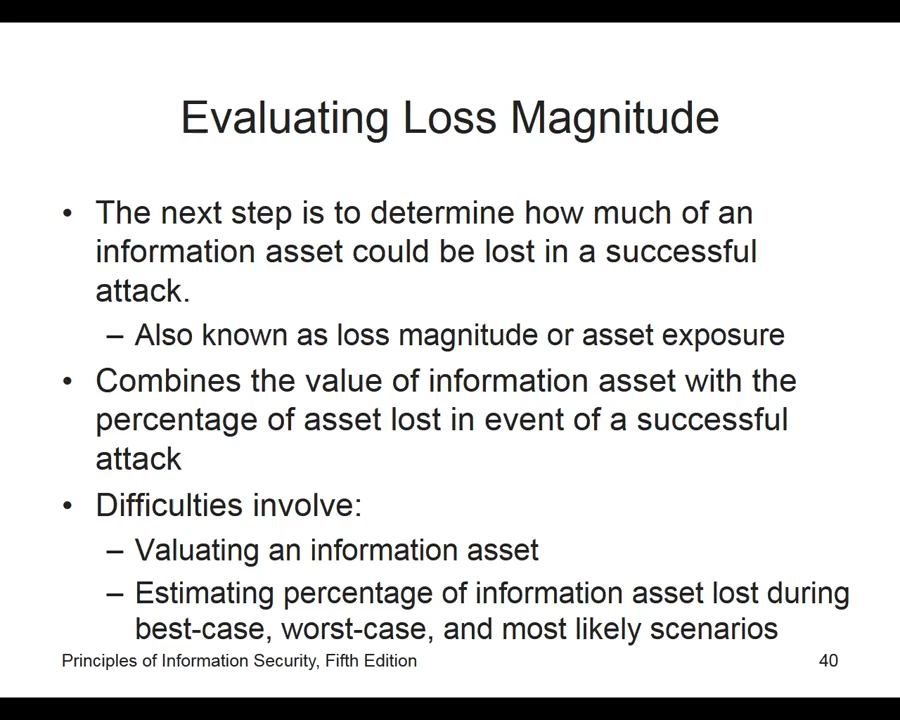 Evaluating Loss Magnitude
• The next step is to determine how much of an
information asset could be lost in a successful
attack.
– Also known as loss magnitude or asset exposure
• Combines the value of information asset with the
percentage of asset lost in event of a successful
attack
• Difficulties involve:
– Valuating an information asset
– Estimating percentage of information asset lost during
best-case, worst-case, and most likely scenarios
Principles of Information Security, Fifth Edition 40